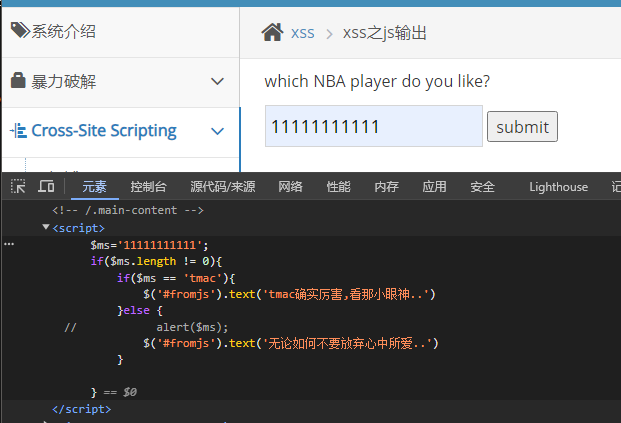 系统介绍
xss > xss之js输出
暴力破解
which NBA player do you like?
Cross-Site Scripting
11111111111 submit
元素 控制台 源代码/来源 网络 性能 内存 应用 安全 Lighthouse
<!-- /.main-content -->
<script>
$ms='11111111111';
if($ms.length != 0){
if($ms == 'tmac'){
$('#fromjs').text('tmac确实厉害,看那小眼神..')
}else {
// alert($ms);
$('#fromjs').text('无论如何不要放弃心中所爱..')
}
} == $0
</script>